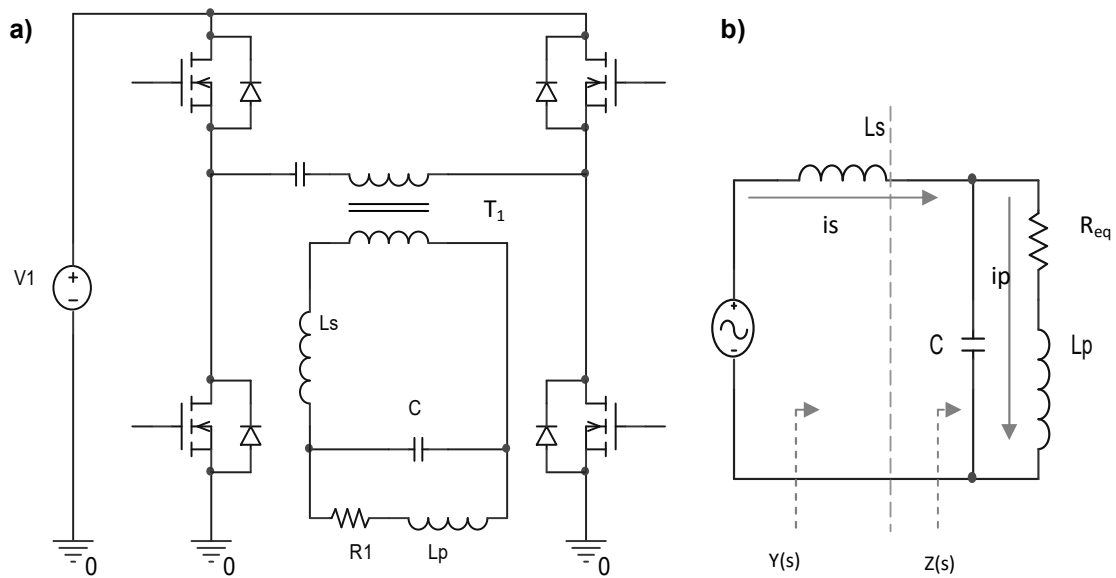 a)
V1
+
−
T1
Ls
C
R1
Lp
0
0
0
b)
Ls
is
Req
ip
+
-
C
Lp
Y(s)
Z(s)